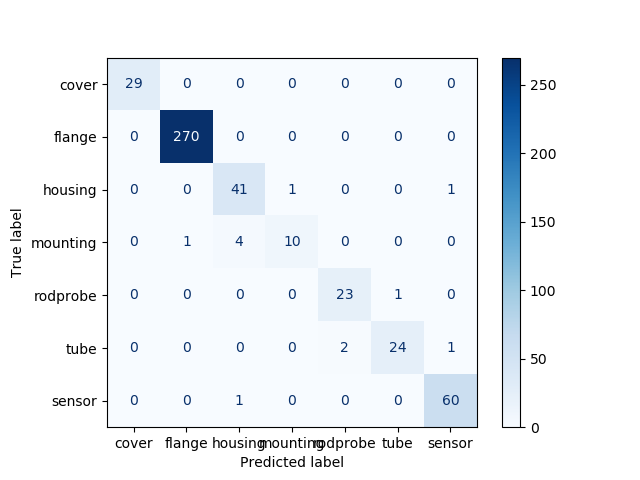 cover 29 0 0 0 0 0 0
flange 0 270 0 0 0 0 0
housing 0 0 41 1 0 0 1
mounting 0 1 4 10 0 0 0
rodprobe 0 0 0 0 23 1 0
tube 0 0 0 0 2 24 1
sensor 0 0 1 0 0 0 60
cover flange housing mounting rodprobe tube sensor
Predicted label
True label
250
200
150
100
50
0